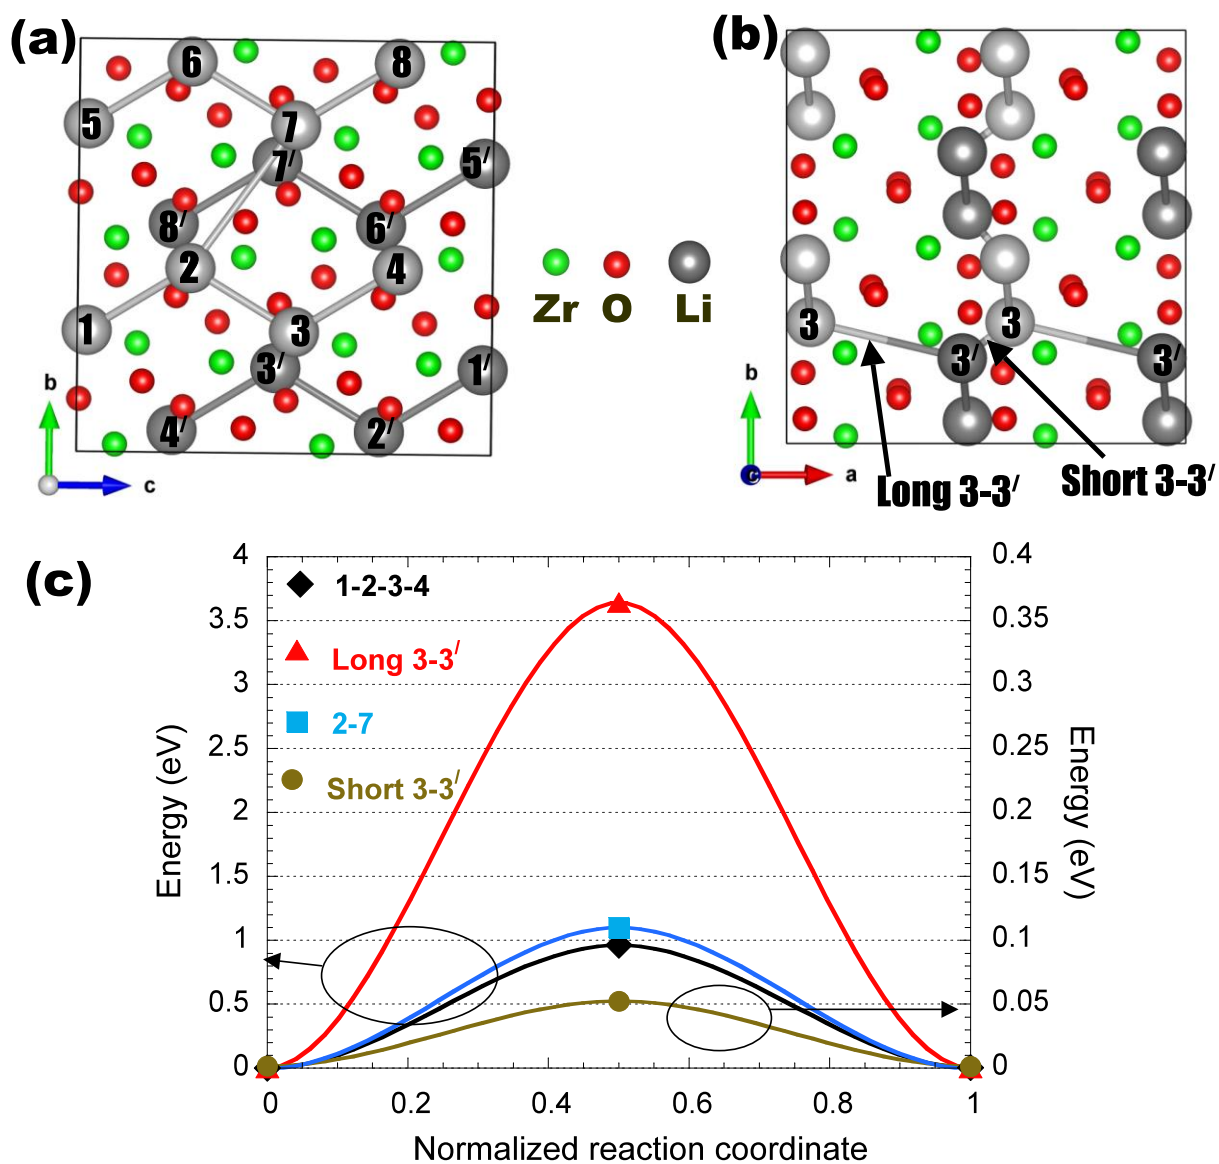 (a)
6 8
5 7
7/ 5/
8/ 6/
2 4
1 3
3/ 1/
4/ 2/
b
c
Zr O Li
(b)
3 3
3/ 3/
b
c a
Long 3-3/
Short 3-3/
(c)
1-2-3-4
Long 3-3/
2-7
Short 3-3/
4
3.5
3
2.5
2
1.5
1
0.5
0
Energy (eV)
0.4
0.35
0.3
0.25
0.2
0.15
0.1
0.05
0
Energy (eV)
0 0.2 0.4 0.6 0.8 1
Normalized reaction coordinate